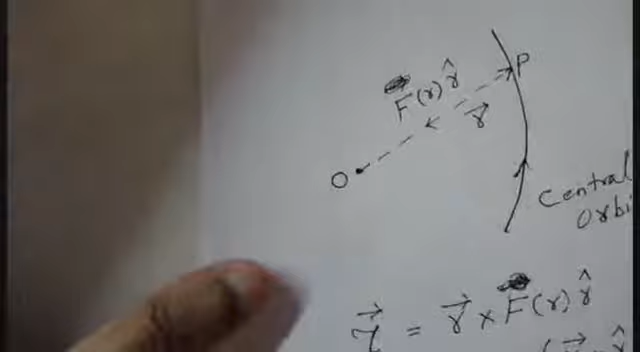 P
F(r) r̂
r⃗
O
Central
Orbi
τ⃗ = r⃗ × F(r) r̂